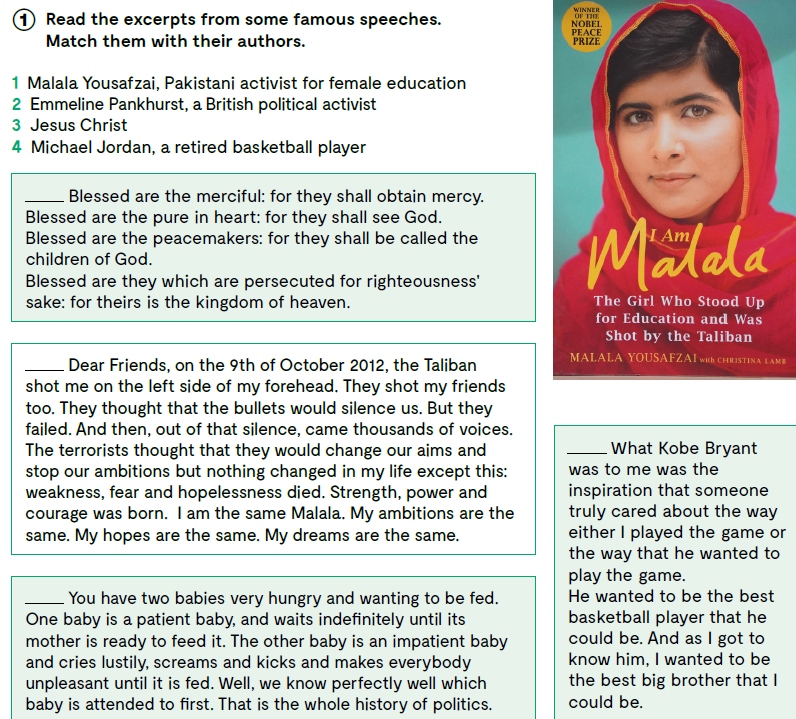 1 Read the excerpts from some famous speeches.
Match them with their authors.
1 Malala Yousafzai, Pakistani activist for female education
2 Emmeline Pankhurst, a British political activist
3 Jesus Christ
4 Michael Jordan, a retired basketball player
____ Blessed are the merciful: for they shall obtain mercy.
Blessed are the pure in heart: for they shall see God.
Blessed are the peacemakers: for they shall be called the
children of God.
Blessed are they which are persecuted for righteousness'
sake: for theirs is the kingdom of heaven.
____ Dear Friends, on the 9th of October 2012, the Taliban
shot me on the left side of my forehead. They shot my friends
too. They thought that the bullets would silence us. But they
failed. And then, out of that silence, came thousands of voices.
The terrorists thought that they would change our aims and
stop our ambitions but nothing changed in my life except this:
weakness, fear and hopelessness died. Strength, power and
courage was born. I am the same Malala. My ambitions are the
same. My hopes are the same. My dreams are the same.
____ You have two babies very hungry and wanting to be fed.
One baby is a patient baby, and waits indefinitely until its
mother is ready to feed it. The other baby is an impatient baby
and cries lustily, screams and kicks and makes everybody
unpleasant until it is fed. Well, we know perfectly well which
baby is attended to first. That is the whole history of politics.
WINNER
OF THE
NOBEL
PEACE
PRIZE
I Am
Malala
The Girl Who Stood Up
for Education and Was
Shot by the Taliban
MALALA YOUSAFZAI with CHRISTINA LAMB
____ What Kobe Bryant
was to me was the
inspiration that someone
truly cared about the way
either I played the game or
the way that he wanted to
play the game.
He wanted to be the best
basketball player that he
could be. And as I got to
know him, I wanted to be
the best big brother that I
could be.